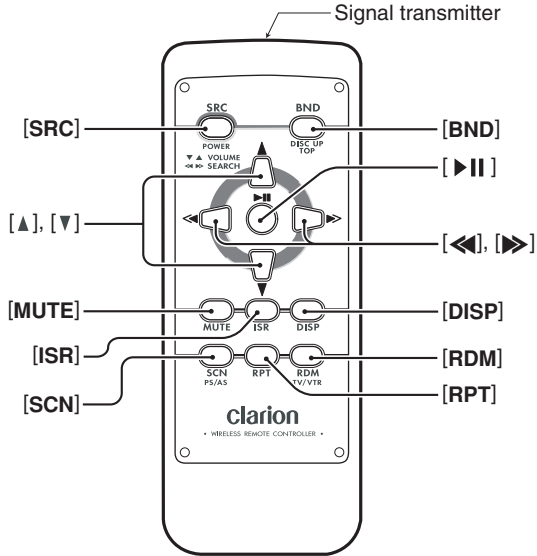 Signal transmitter
SRC
BND
POWER
DISC UP
TOP
▼ ▲ VOLUME
◀◀ ▶▶ SEARCH
▶II
MUTE
ISR
DISP
SCN
PS/AS
RPT
RDM
TV/VTR
clarion
• WIRELESS REMOTE CONTROLLER •
[SRC]
[▲], [▼]
[MUTE]
[ISR]
[SCN]
[BND]
[ ▶II ]
[◀◀], [▶▶]
[DISP]
[RDM]
[RPT]